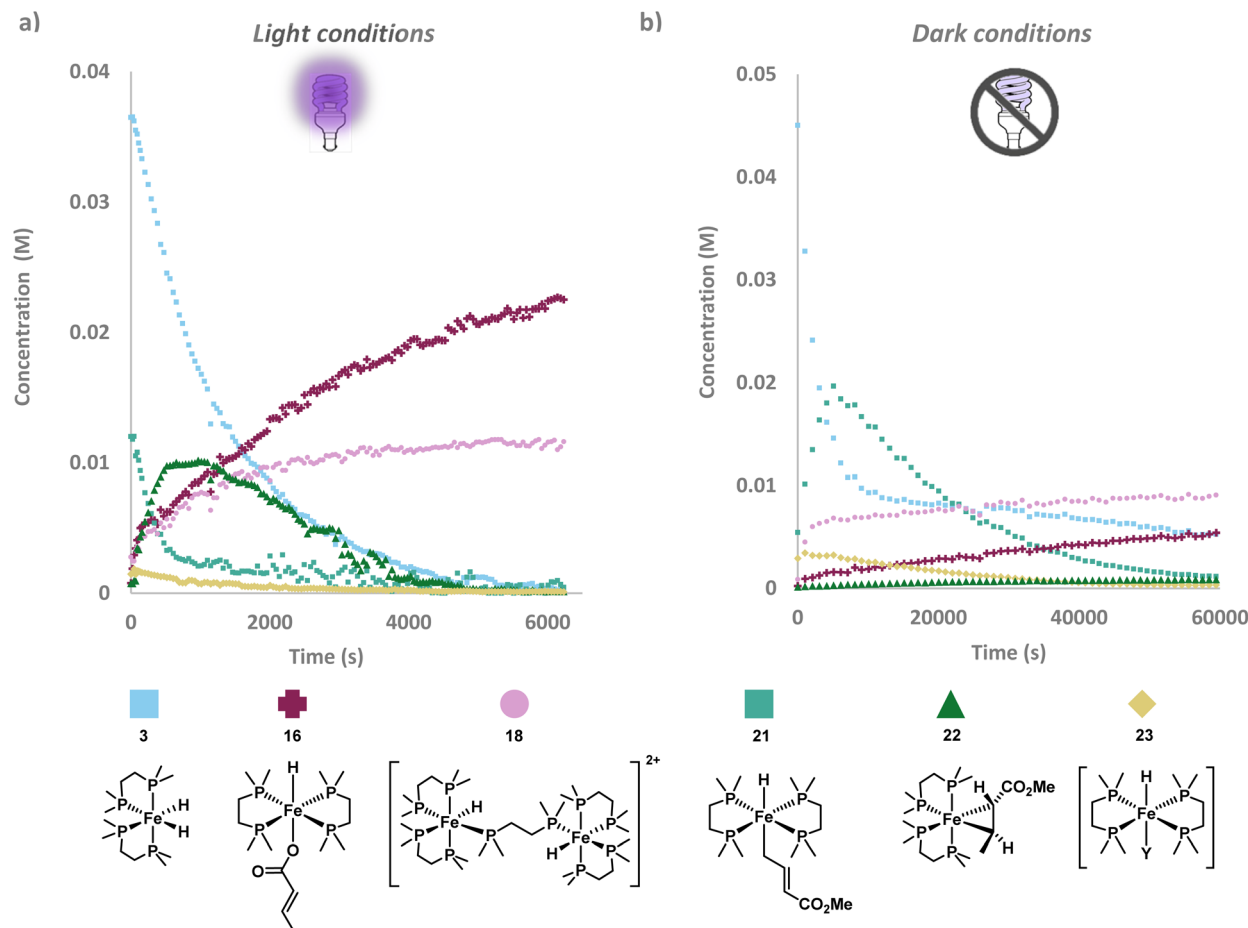 a)
Light conditions
0.04
0.03
0.02
0.01
0
0
2000
4000
6000
Concentration (M)
Time (s)
b)
Dark conditions
0.05
0.04
0.03
0.02
0.01
0
0
20000
40000
60000
Concentration (M)
Time (s)
3
16
18
21
22
23
P
P
Fe
H
H
P
P
H
P
P
Fe
P
P
O
O
2+
P
P
H
Fe
P
P
P
P
P
P
Fe
H
P
P
H
P
P
Fe
P
P
CO2Me
P
P
H
CO2Me
Fe
P
H
P
H
P
P
Fe
P
P
Y